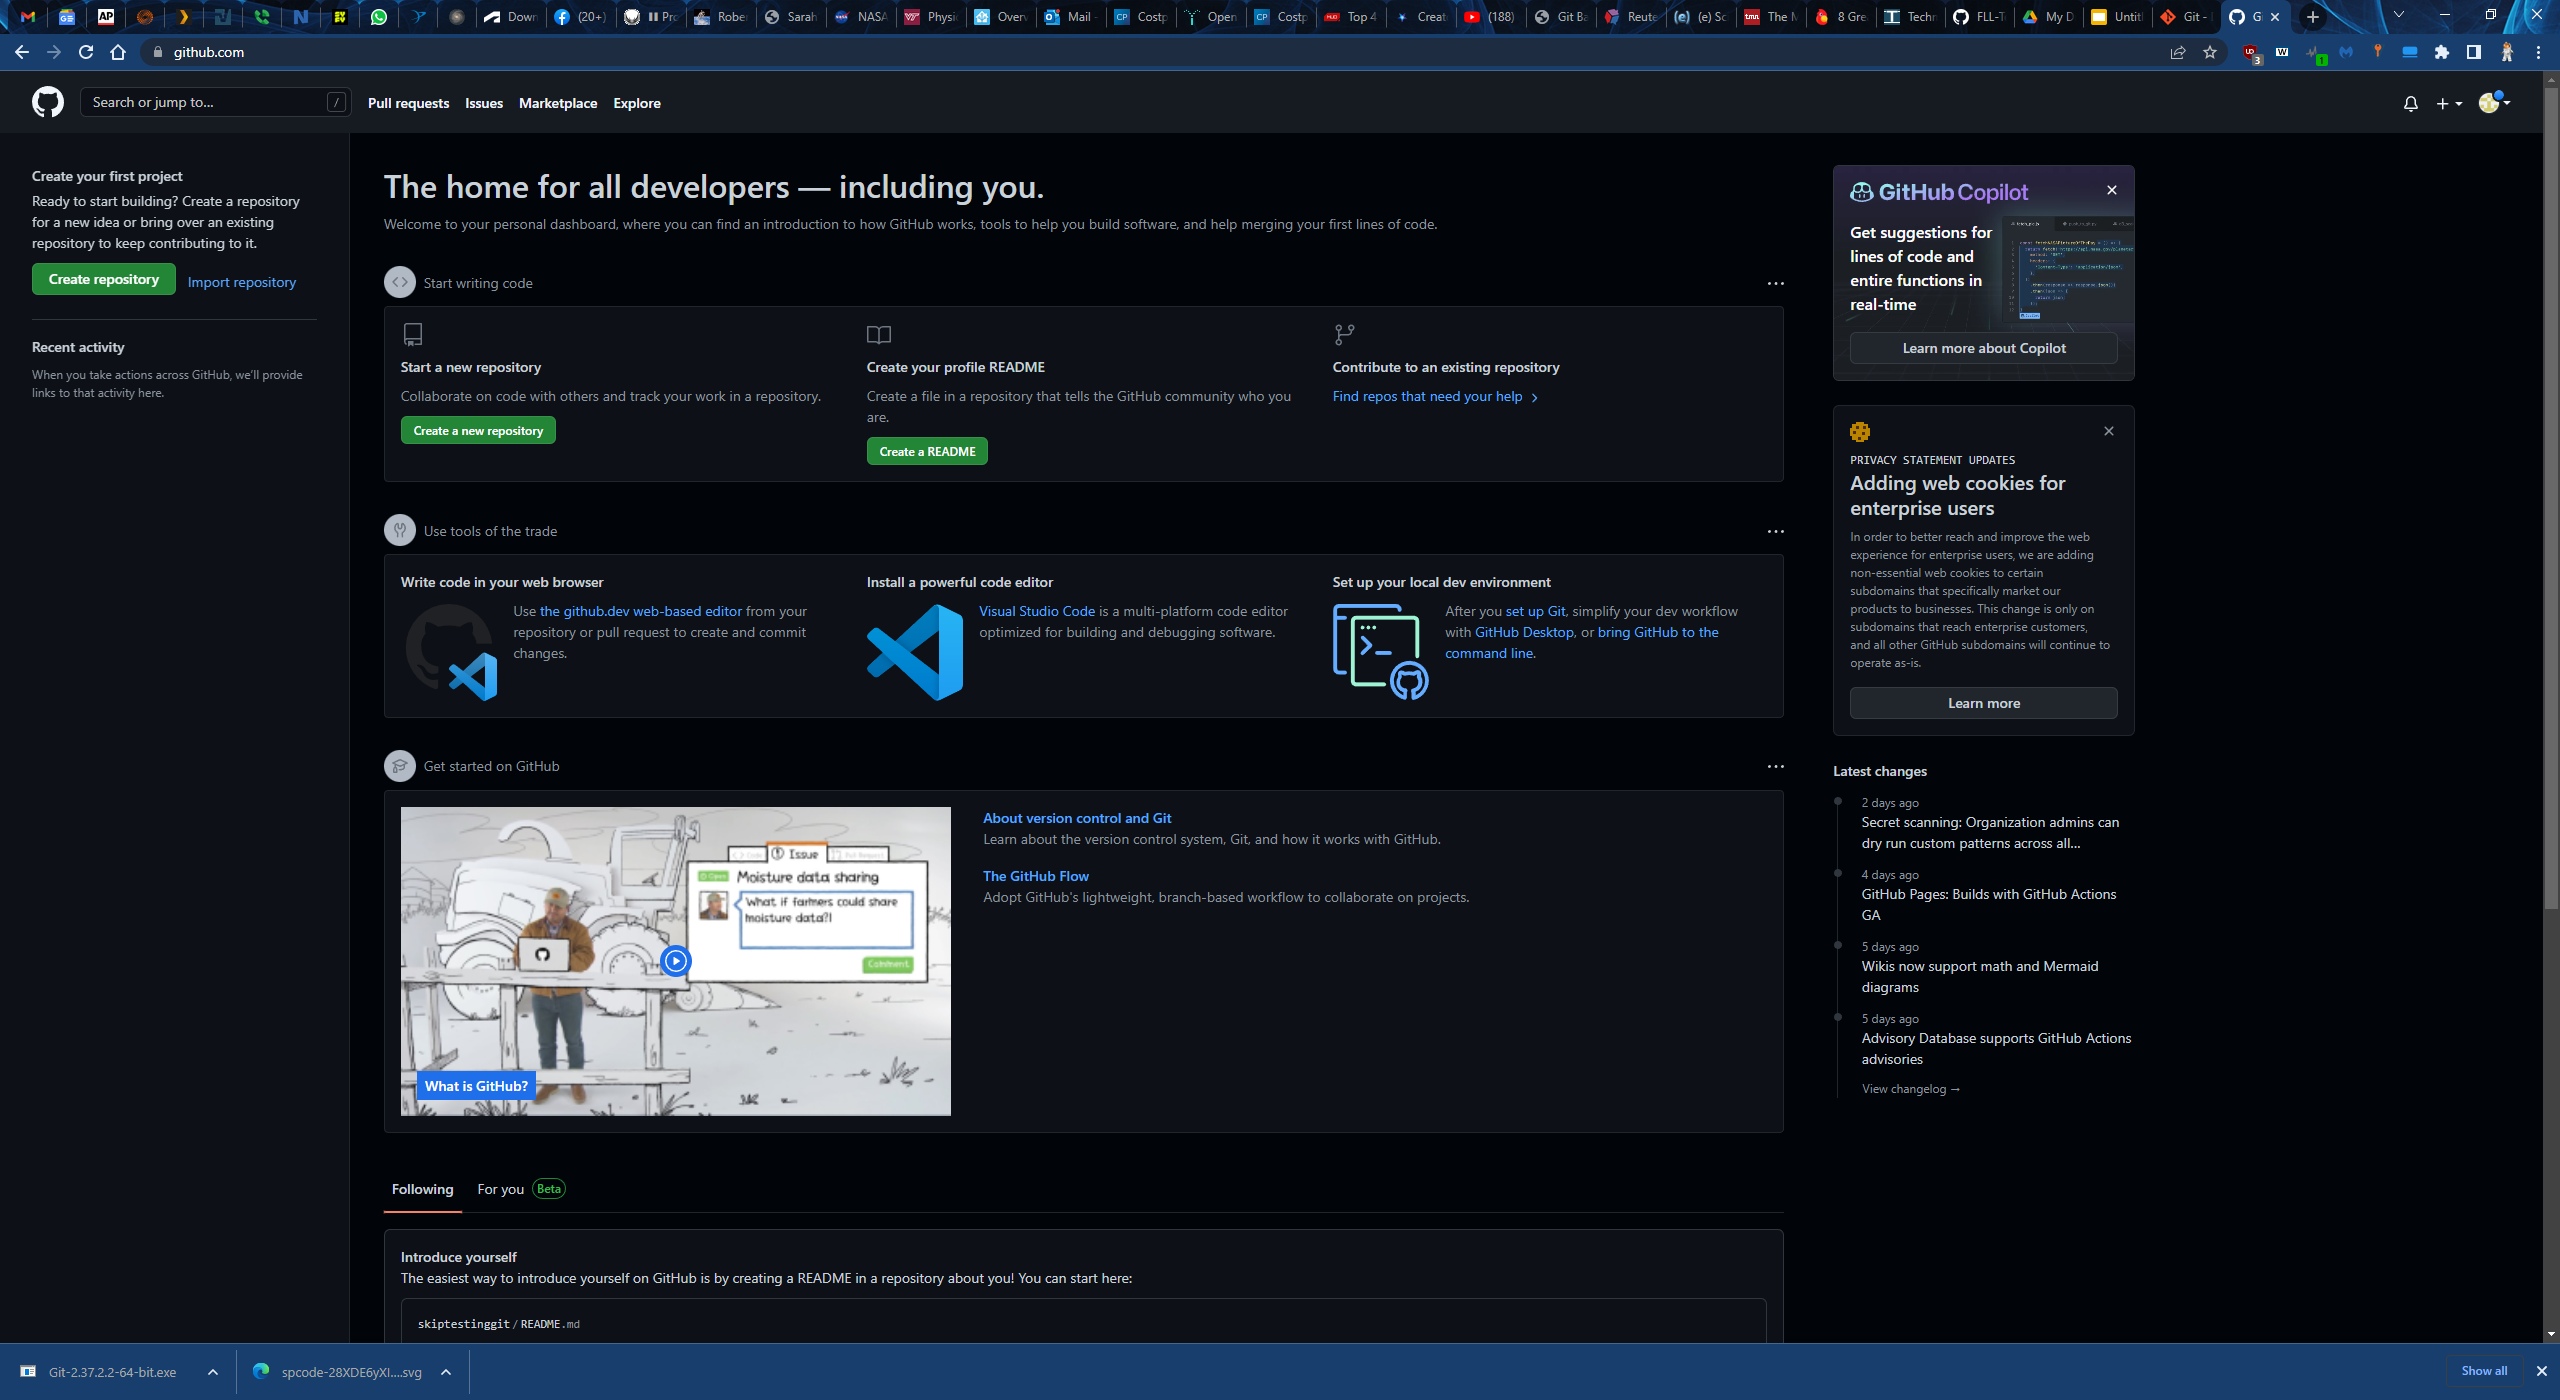 Down
(20+)
Pro
Rober
Sarah
NASA
Physi
Overv
Mail -
Costp
Open
Costp
Top 4
Creat
(188)
Git Ba
Reute
(e) Sc
The M
8 Gre
Techn
FLL-T
My D
Untit
Git -
github.com
Search or jump to...
/
Pull requests
Issues
Marketplace
Explore
Create your first project
Ready to start building? Create a repository
for a new idea or bring over an existing
repository to keep contributing to it.
Create repository
Import repository
Recent activity
When you take actions across GitHub, we'll provide
links to that activity here.
The home for all developers — including you.
Welcome to your personal dashboard, where you can find an introduction to how GitHub works, tools to help you build software, and help merging your first lines of code.
Start writing code
Start a new repository
Collaborate on code with others and track your work in a repository.
Create a new repository
Create your profile README
Create a file in a repository that tells the GitHub community who you
are.
Create a README
Contribute to an existing repository
Find repos that need your help
Use tools of the trade
Write code in your web browser
Use the github.dev web-based editor from your
repository or pull request to create and commit
changes.
Install a powerful code editor
Visual Studio Code is a multi-platform code editor
optimized for building and debugging software.
Set up your local dev environment
After you set up Git, simplify your dev workflow
with GitHub Desktop, or bring GitHub to the
command line.
Get started on GitHub
Issue
Open
Moisture data sharing
What if farmers could share
moisture data?!
Comment
What is GitHub?
About version control and Git
Learn about the version control system, Git, and how it works with GitHub.
The GitHub Flow
Adopt GitHub's lightweight, branch-based workflow to collaborate on projects.
Following
For you
Beta
Introduce yourself
The easiest way to introduce yourself on GitHub is by creating a README in a repository about you! You can start here:
skiptestinggit / README.md
GitHub Copilot
Get suggestions for
lines of code and
entire functions in
real-time
Learn more about Copilot
PRIVACY STATEMENT UPDATES
Adding web cookies for
enterprise users
In order to better reach and improve the web
experience for enterprise users, we are adding
non-essential web cookies to certain
subdomains that specifically market our
products to businesses. This change is only on
subdomains that reach enterprise customers,
and all other GitHub subdomains will continue to
operate as-is.
Learn more
Latest changes
2 days ago
Secret scanning: Organization admins can
dry run custom patterns across all...
4 days ago
GitHub Pages: Builds with GitHub Actions
GA
5 days ago
Wikis now support math and Mermaid
diagrams
5 days ago
Advisory Database supports GitHub Actions
advisories
View changelog →
Git-2.37.2.2-64-bit.exe
spcode-28XDE6yXI....svg
Show all